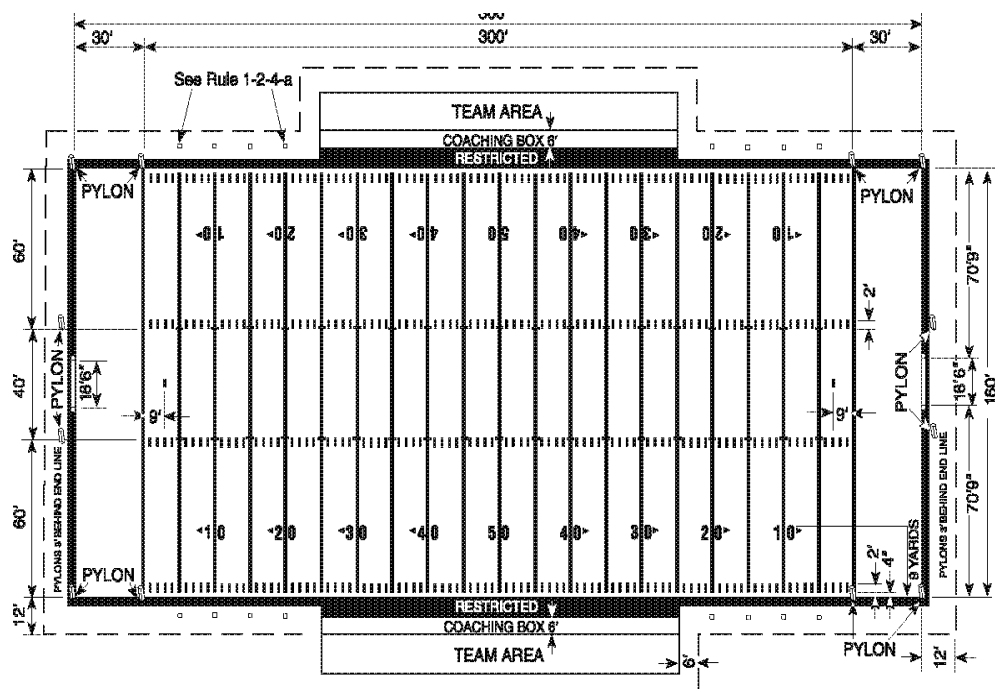 30'
300'
30'
See Rule 1-2-4-a
TEAM AREA
COACHING BOX 6'
RESTRICTED
PYLON
PYLON
◂10 ◂20 ◂30 ◂40 50 40▸ 30▸ 20▸ 10▸
60'
70'9"
2'
40'
PYLON
18'6"
9'
9'
PYLON
18'6"
160'
60'
PYLONS 3' BEHIND END LINE
◂10 ◂20 ◂30 ◂40 50 40▸ 30▸ 20▸ 10▸
9 YARDS
70'9"
PYLONS 3' BEHIND END LINE
2'
4"
PYLON
12'
RESTRICTED
COACHING BOX 6'
TEAM AREA
6'
PYLON
12'